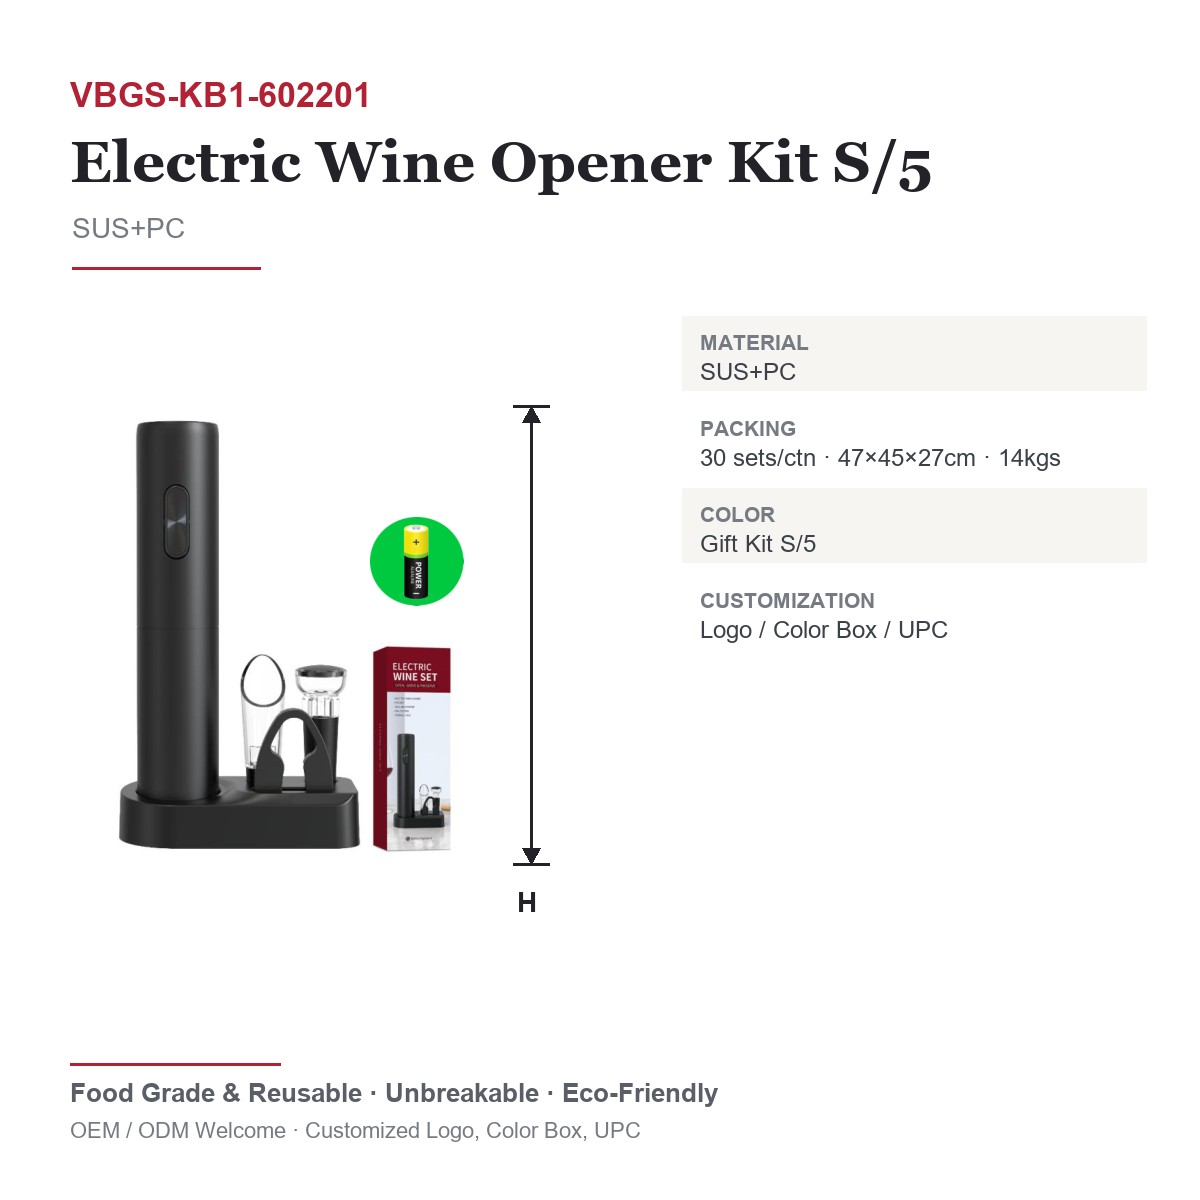 VBGS-KB1-602201
Electric Wine Opener Kit S/5
SUS+PC
MATERIAL
SUS+PC
PACKING
30 sets/ctn · 47×45×27cm · 14kgs
COLOR
Gift Kit S/5
CUSTOMIZATION
Logo / Color Box / UPC
+
POWER
ELECTRIC
WINE SET
H
Food Grade & Reusable · Unbreakable · Eco-Friendly
OEM / ODM Welcome · Customized Logo, Color Box, UPC